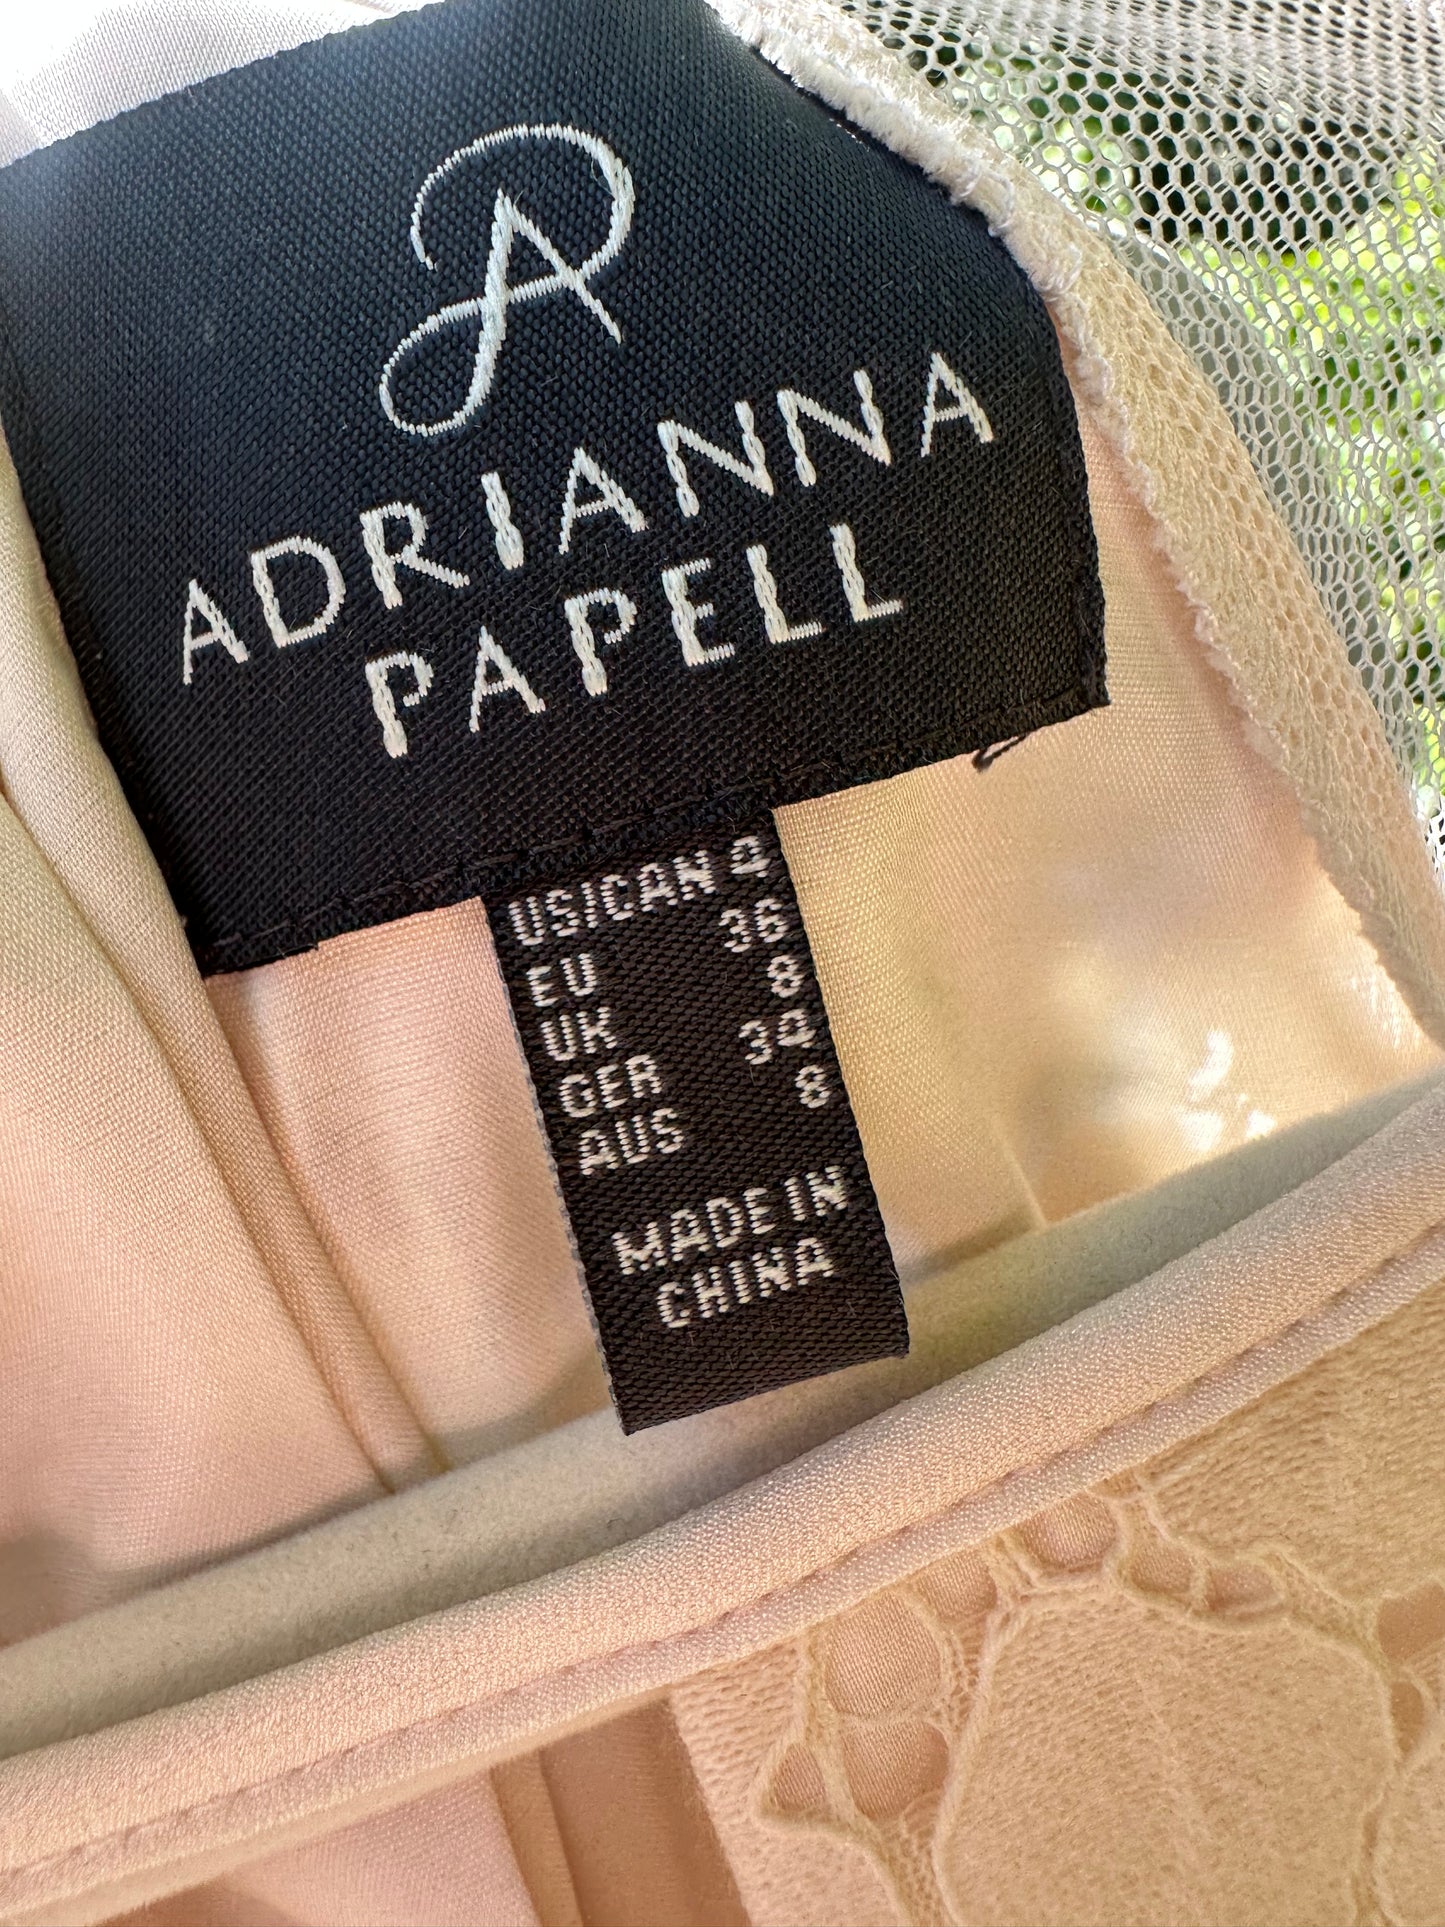 AP
ADRIANNA
PAPELL
US/CAN 4
EU 36
UK 8
GER 34
AUS 8
MADE IN
CHINA